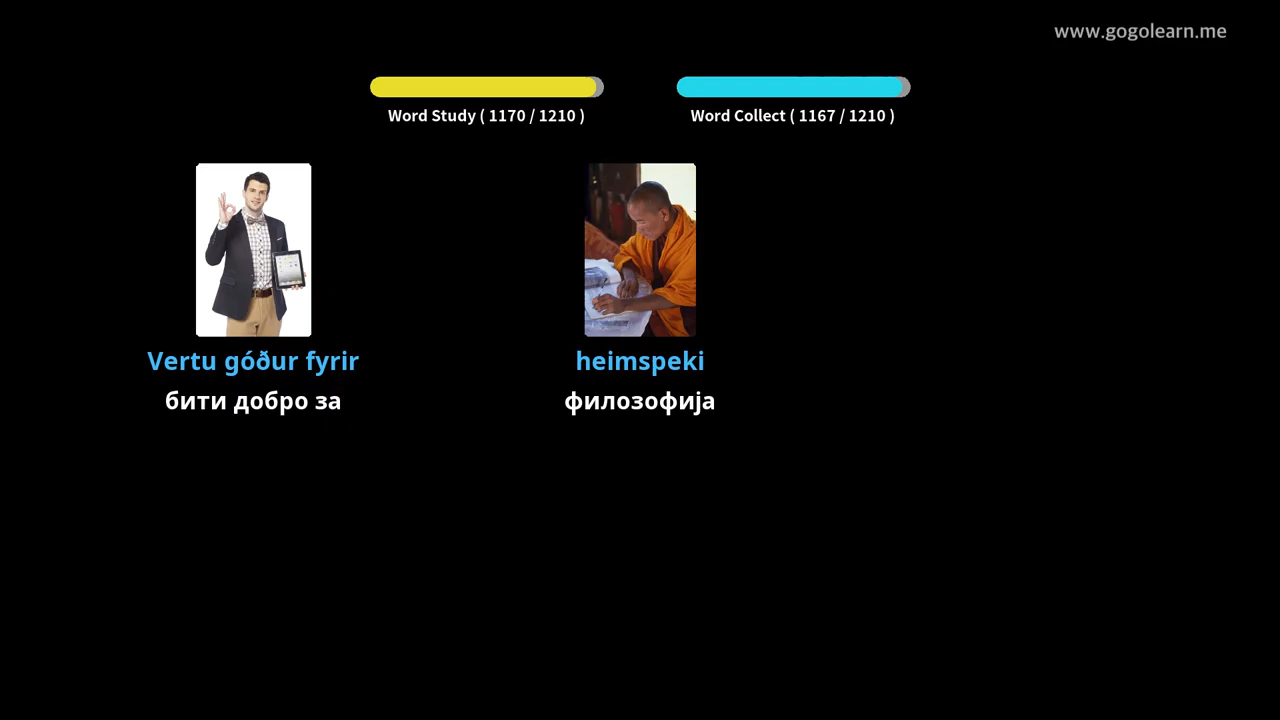 www.gogolearn.me
Word Study ( 1170 / 1210 )
Word Collect ( 1167 / 1210 )
Vertu góður fyrir
heimspeki
бити добро за
филозофија